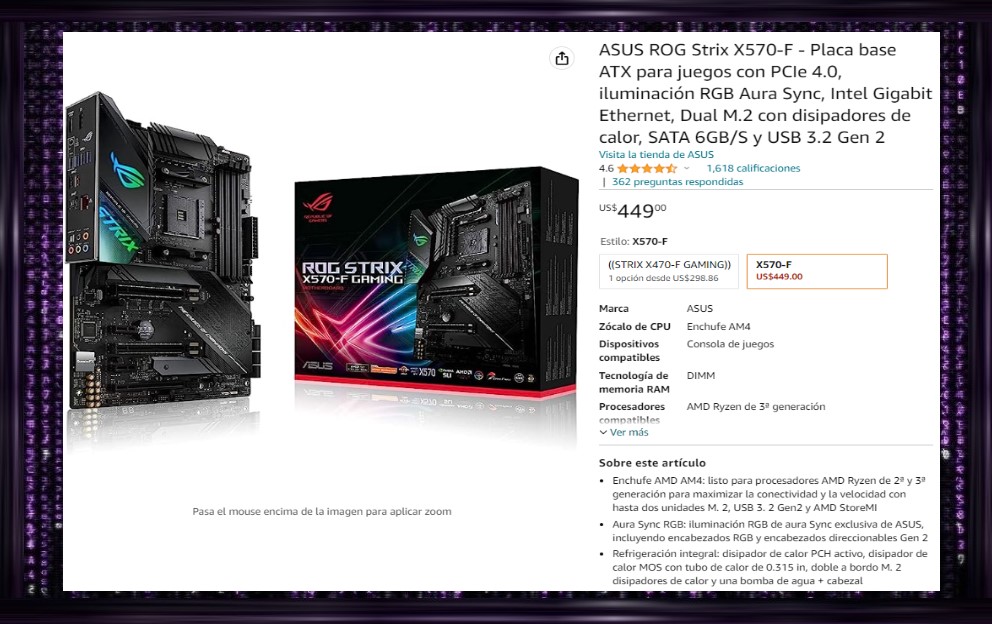 ASUS ROG Strix X570-F - Placa base
ATX para juegos con PCIe 4.0,
iluminación RGB Aura Sync, Intel Gigabit
Ethernet, Dual M.2 con disipadores de
calor, SATA 6GB/S y USB 3.2 Gen 2
Visita la tienda de ASUS
4.6 1,618 calificaciones
| 362 preguntas respondidas
US$44900
Estilo: X570-F
((STRIX X470-F GAMING)) X570-F
1 opción desde US$298.86 US$449.00
Marca ASUS
Zócalo de CPU Enchufe AM4
Dispositivos Consola de juegos
compatibles
Tecnología de DIMM
memoria RAM
Procesadores AMD Ryzen de 3ª generación
compatibles
Ver más
Sobre este artículo
• Enchufe AMD AM4: listo para procesadores AMD Ryzen de 2ª y 3ª
generación para maximizar la conectividad y la velocidad con
hasta dos unidades M. 2, USB 3. 2 Gen2 y AMD StoreMI
• Aura Sync RGB: iluminación RGB de aura Sync exclusiva de ASUS,
incluyendo encabezados RGB y encabezados direccionables Gen 2
• Refrigeración integral: disipador de calor PCH activo, disipador de
calor MOS con tubo de calor de 0.315 in, doble a bordo M. 2
disipadores de calor y una bomba de agua + cabezal
STRIX
REPUBLIC OF
GAMERS
ROG STRIX
X570-F GAMING
MOTHERBOARD
ASUS
X570
SLI
AMD
Pasa el mouse encima de la imagen para aplicar zoom